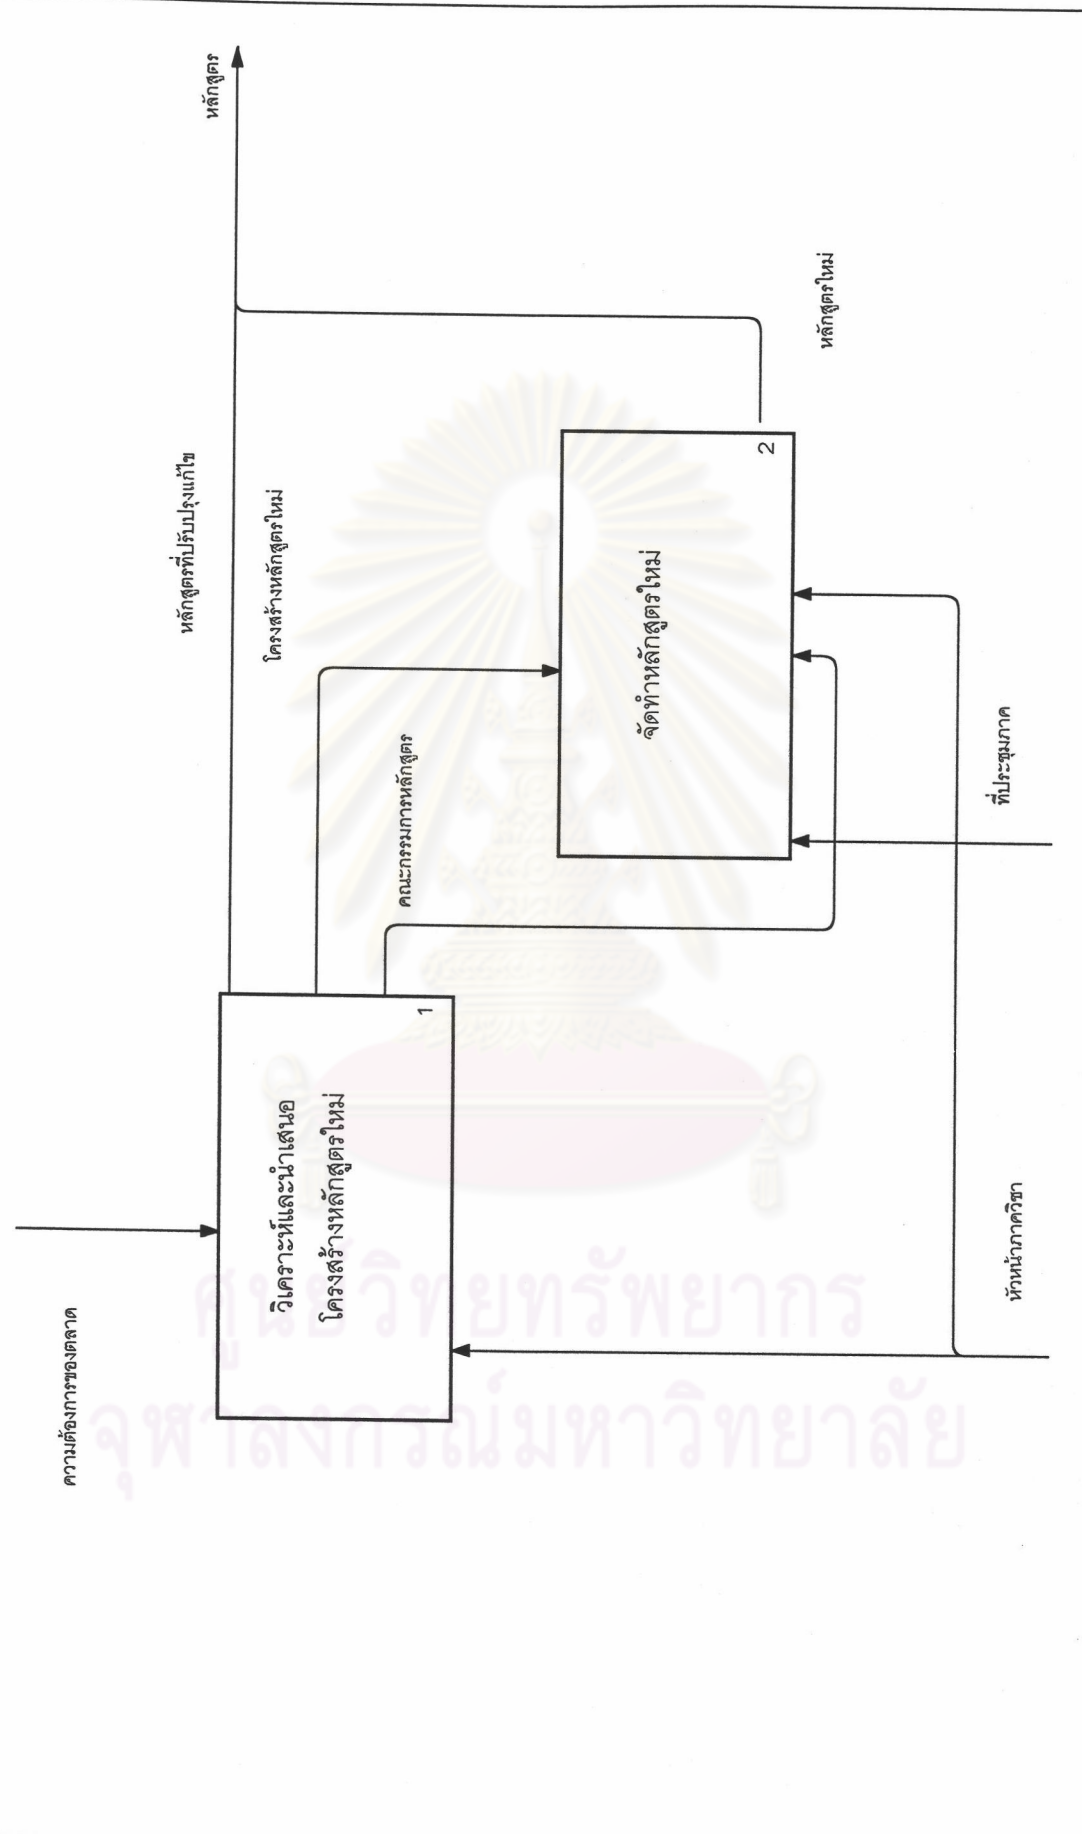 ความต้องการของตลาด
หลักสูตร
หลักสูตรที่ปรับปรุงแก้ไข
วิเคราะห์และนำเสนอ
โครงสร้างหลักสูตรใหม่
1
โครงสร้างหลักสูตรใหม่
คณะกรรมการหลักสูตร
จัดทำหลักสูตรใหม่
2
หลักสูตรใหม่
หัวหน้าภาควิชา
ที่ประชุมภาค
ศูนย์วิทยทรัพยากร
จุฬาลงกรณ์มหาวิทยาลัย